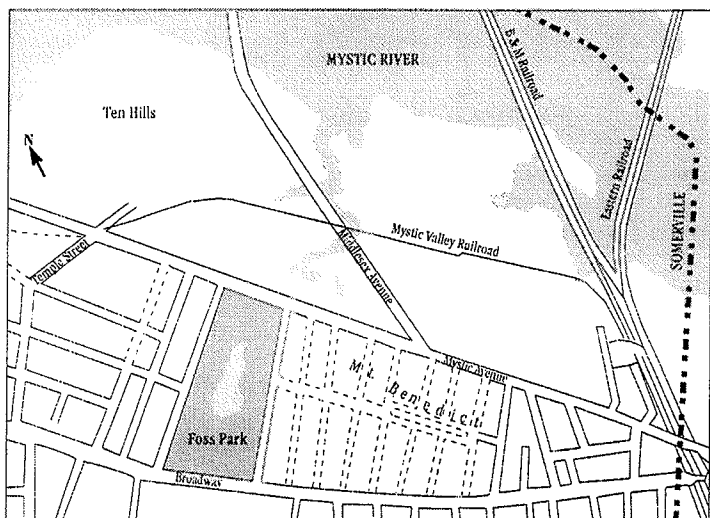 MYSTIC RIVER
B&M Railroad
Ten Hills
N
Eastern Railroad
SOMERVILLE
Temple Street
Middlesex Avenue
Mystic Valley Railroad
Mystic Avenue
Mt. Benedict
Foss Park
Broadway